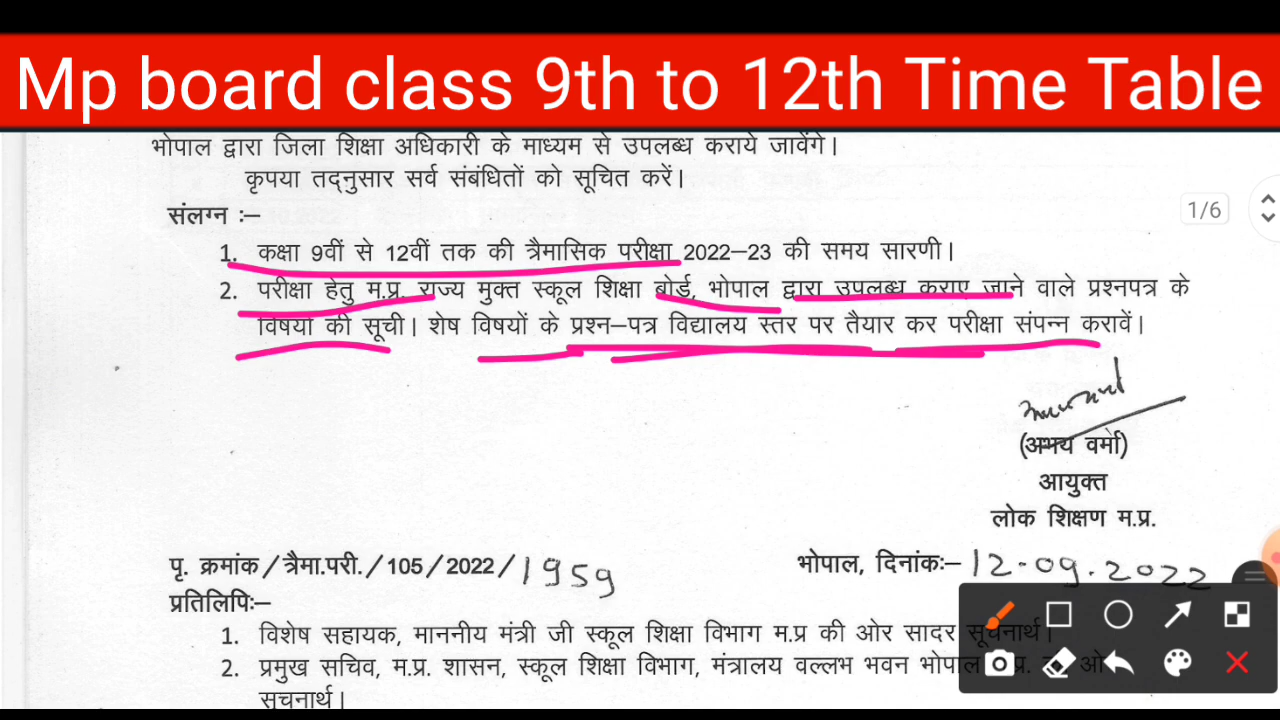 Mp board class 9th to 12th Time Table
भोपाल द्वारा जिला शिक्षा अधिकारी के माध्यम से उपलब्ध कराये जावेंगे।
कृपया तद्नुसार सर्व संबंधितों को सूचित करें।
संलग्न :–
1/6
1. कक्षा 9वीं से 12वीं तक की त्रैमासिक परीक्षा 2022–23 की समय सारणी।
2. परीक्षा हेतु म.प्र. राज्य मुक्त स्कूल शिक्षा बोर्ड, भोपाल द्वारा उपलब्ध कराए जाने वाले प्रश्नपत्र के
विषयों की सूची। शेष विषयों के प्रश्न–पत्र विद्यालय स्तर पर तैयार कर परीक्षा संपन्न करावें।
(अभय वर्मा)
आयुक्त
लोक शिक्षण म.प्र.
पृ. क्रमांक/त्रैमा.परी./105/2022/1959
भोपाल, दिनांकः–12.09.2022
प्रतिलिपिः–
1. विशेष सहायक, माननीय मंत्री जी स्कूल शिक्षा विभाग म.प्र की ओर सादर सूचनार्थ।
2. प्रमुख सचिव, म.प्र. शासन, स्कूल शिक्षा विभाग, मंत्रालय वल्लभ भवन भोपाल
सूचनार्थ।